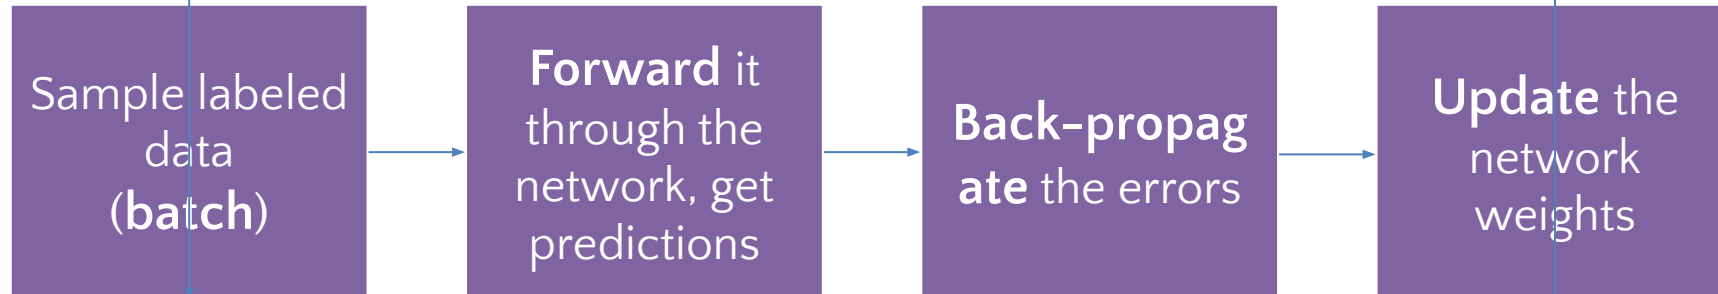 Sample labeled
data
(batch)
Forward it
through the
network, get
predictions
Back-propag
ate the errors
Update the
network
weights